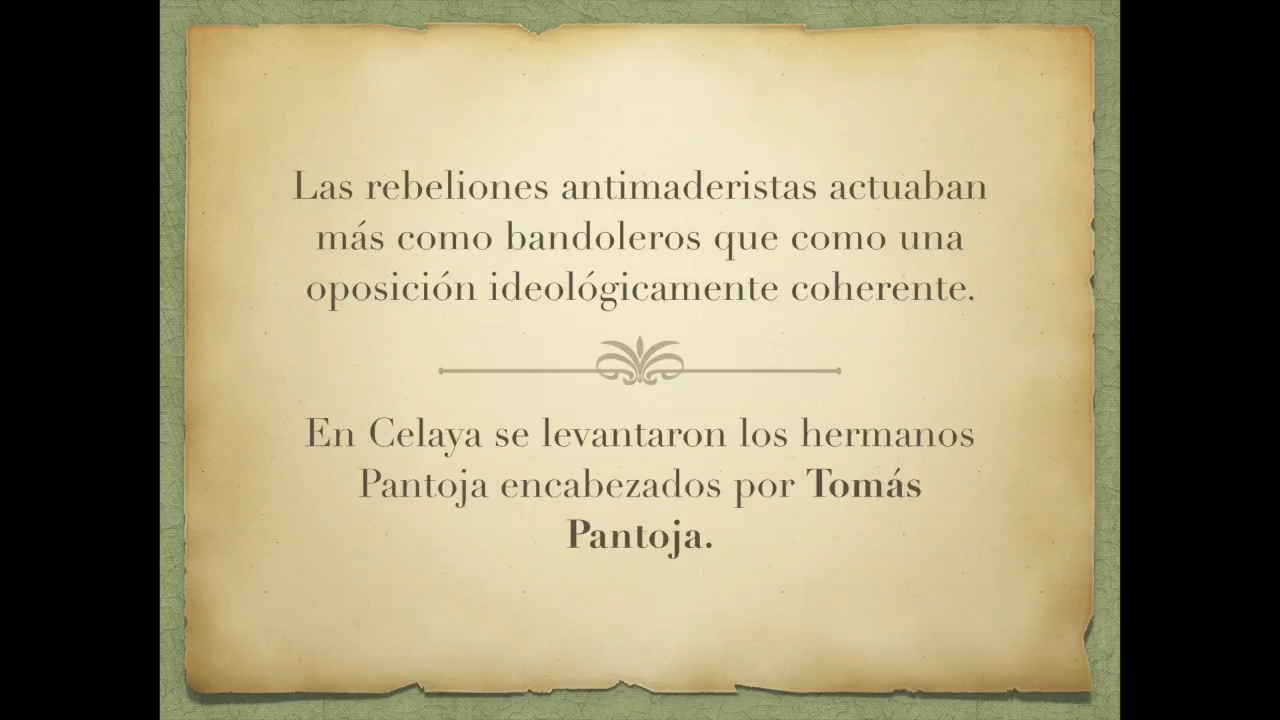 Las rebeliones antimaderistas actuaban
más como bandoleros que como una
oposición ideológicamente coherente.
En Celaya se levantaron los hermanos
Pantoja encabezados por Tomás
Pantoja.